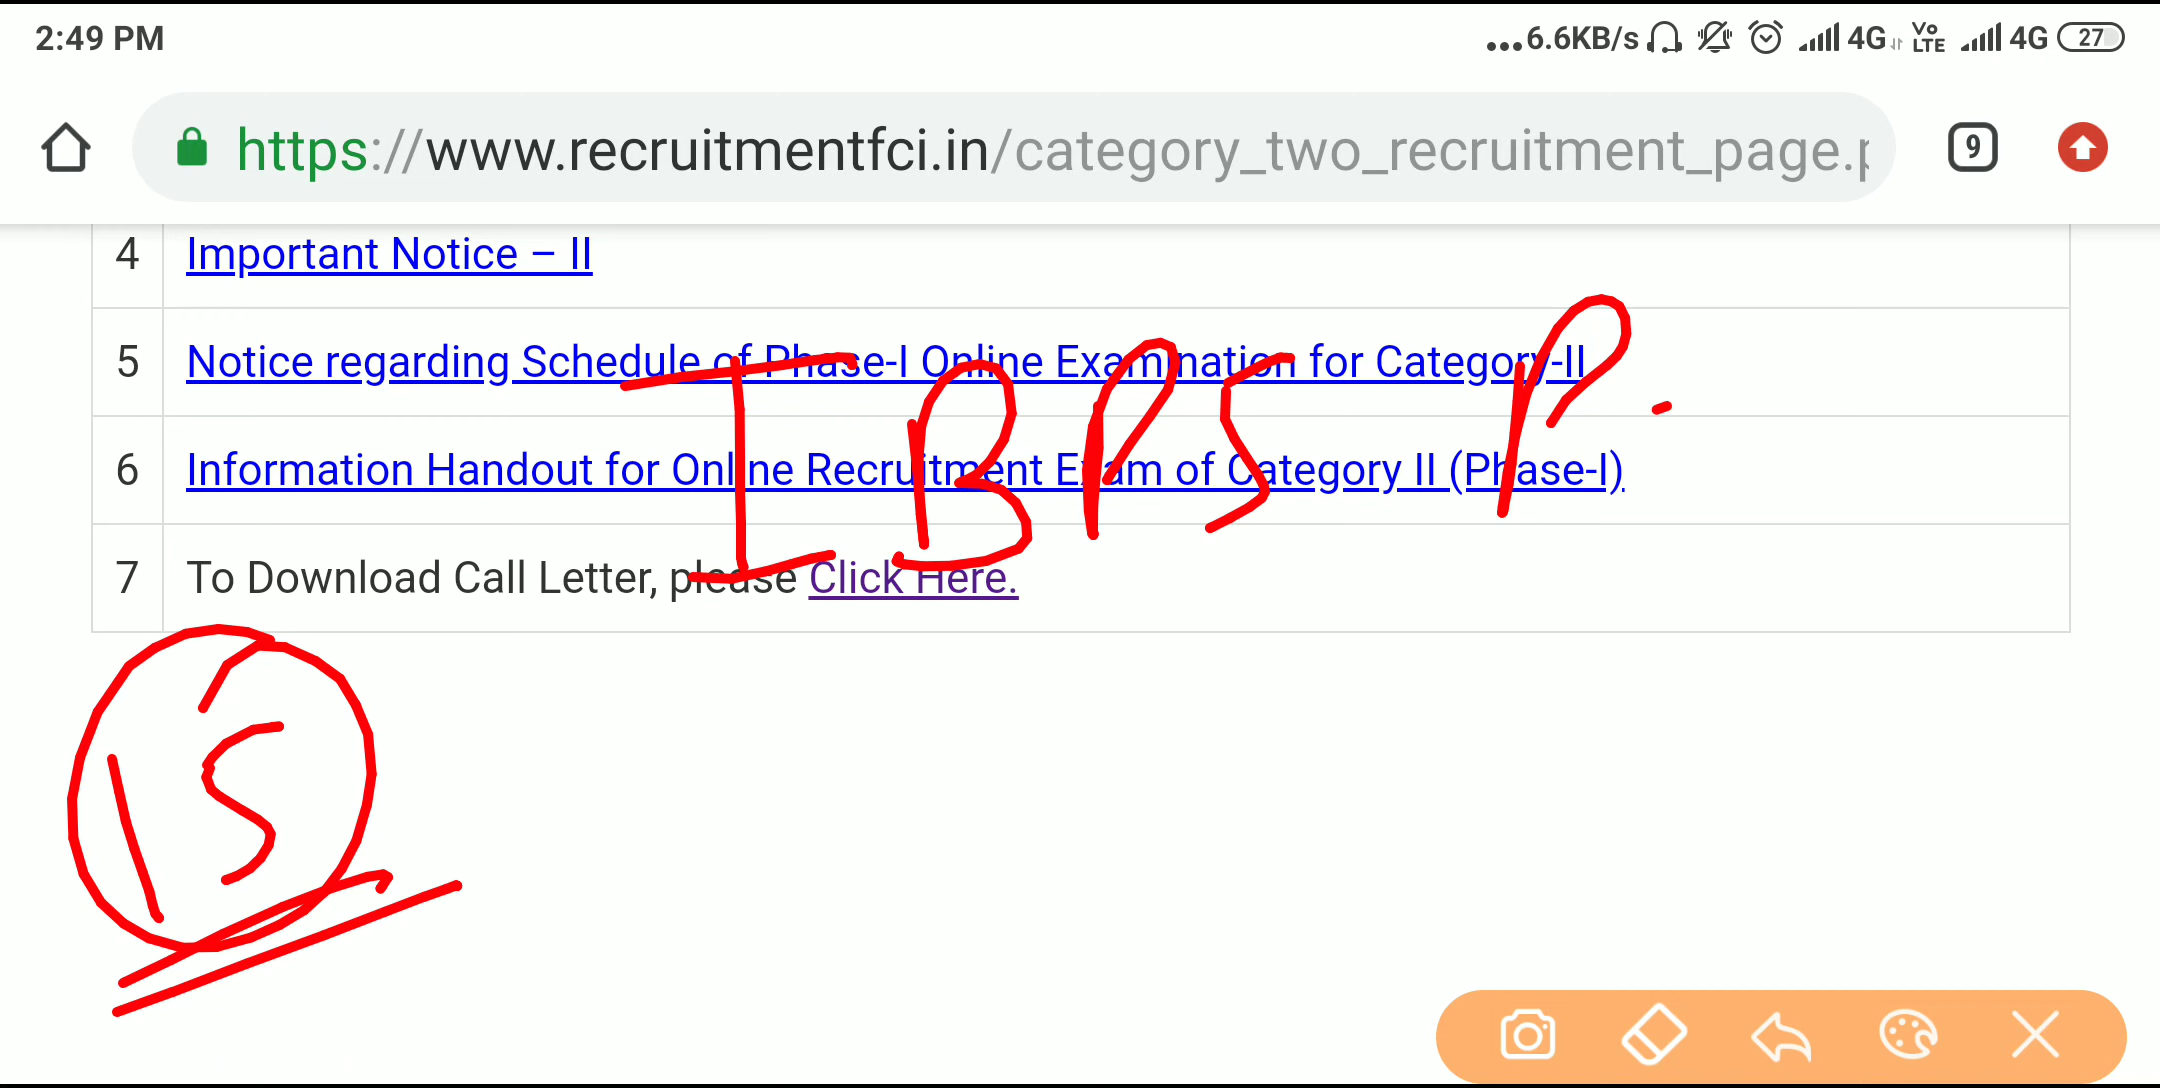 2:49 PM ...6.6KB/s 4G Vo LTE 4G 27
https://www.recruitmentfci.in/category_two_recruitment_page.p 9
4 Important Notice – II
5 Notice regarding Schedule of Phase-I Online Examination for Category-II
6 Information Handout for Online Recruitment Exam of Category II (Phase-I)
IBPS P.
7 To Download Call Letter, please Click Here.
15